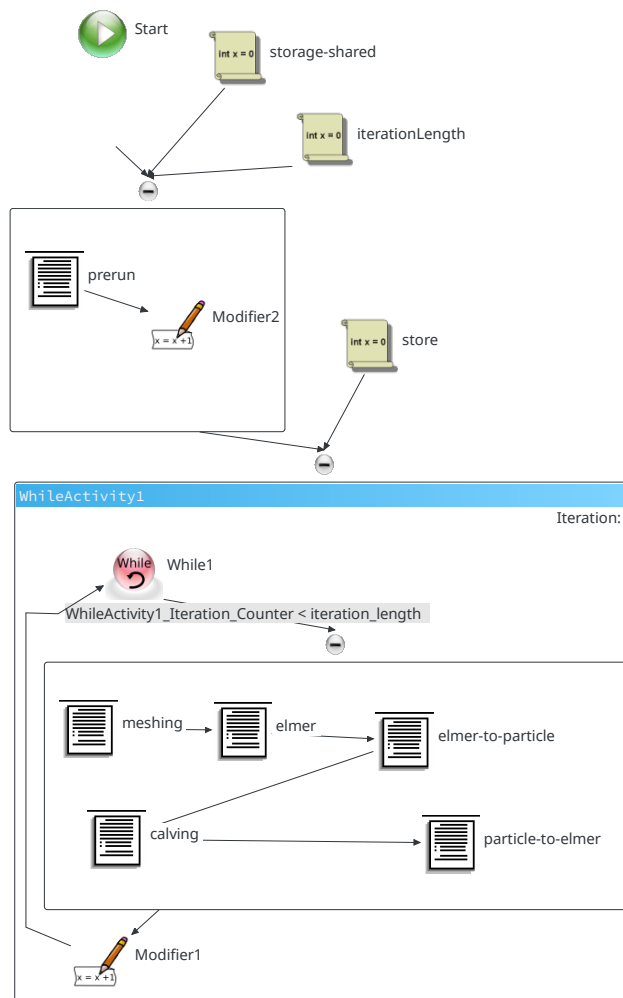 Start
int x = 0
storage-shared
int x = 0
iterationLength
prerun
Modifier2
x = x +1
int x = 0
store
WhileActivity1
Iteration:
While
While1
WhileActivity1_Iteration_Counter < iteration_length
meshing
elmer
elmer-to-particle
calving
particle-to-elmer
Modifier1
x = x +1